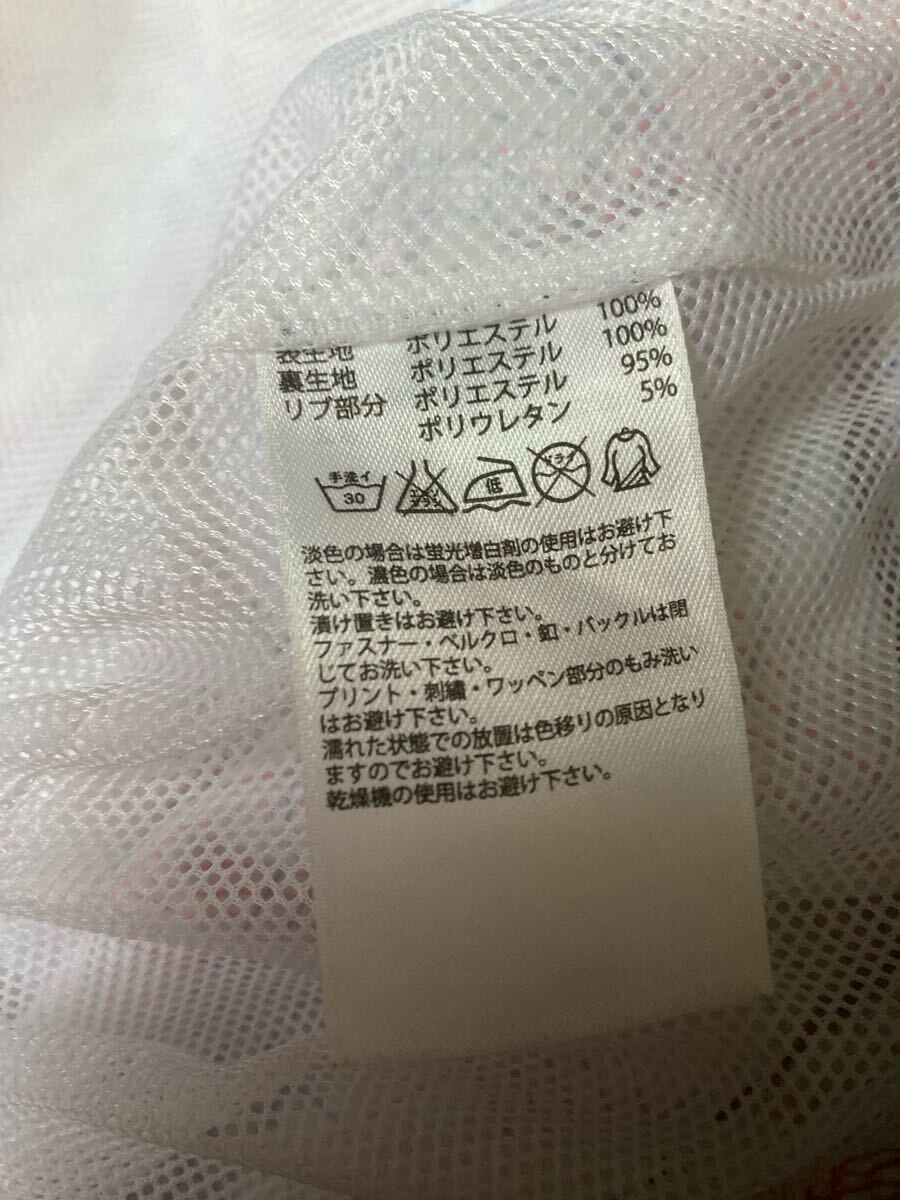 表生地 ポリエステル 100%
裏生地 ポリエステル 100%
リブ部分 ポリエステル 95%
ポリウレタン 5%
手洗イ 30 エンソサラシ 低 ドライ
淡色の場合は蛍光増白剤の使用はお避け下
さい。濃色の場合は淡色のものと分けてお
洗い下さい。
漬け置きはお避け下さい。
ファスナー・ベルクロ・釦・バックルは閉
じてお洗い下さい。
プリント・刺繍・ワッペン部分のもみ洗い
はお避け下さい。
濡れた状態での放置は色移りの原因となり
ますのでお避け下さい。
乾燥機の使用はお避け下さい。